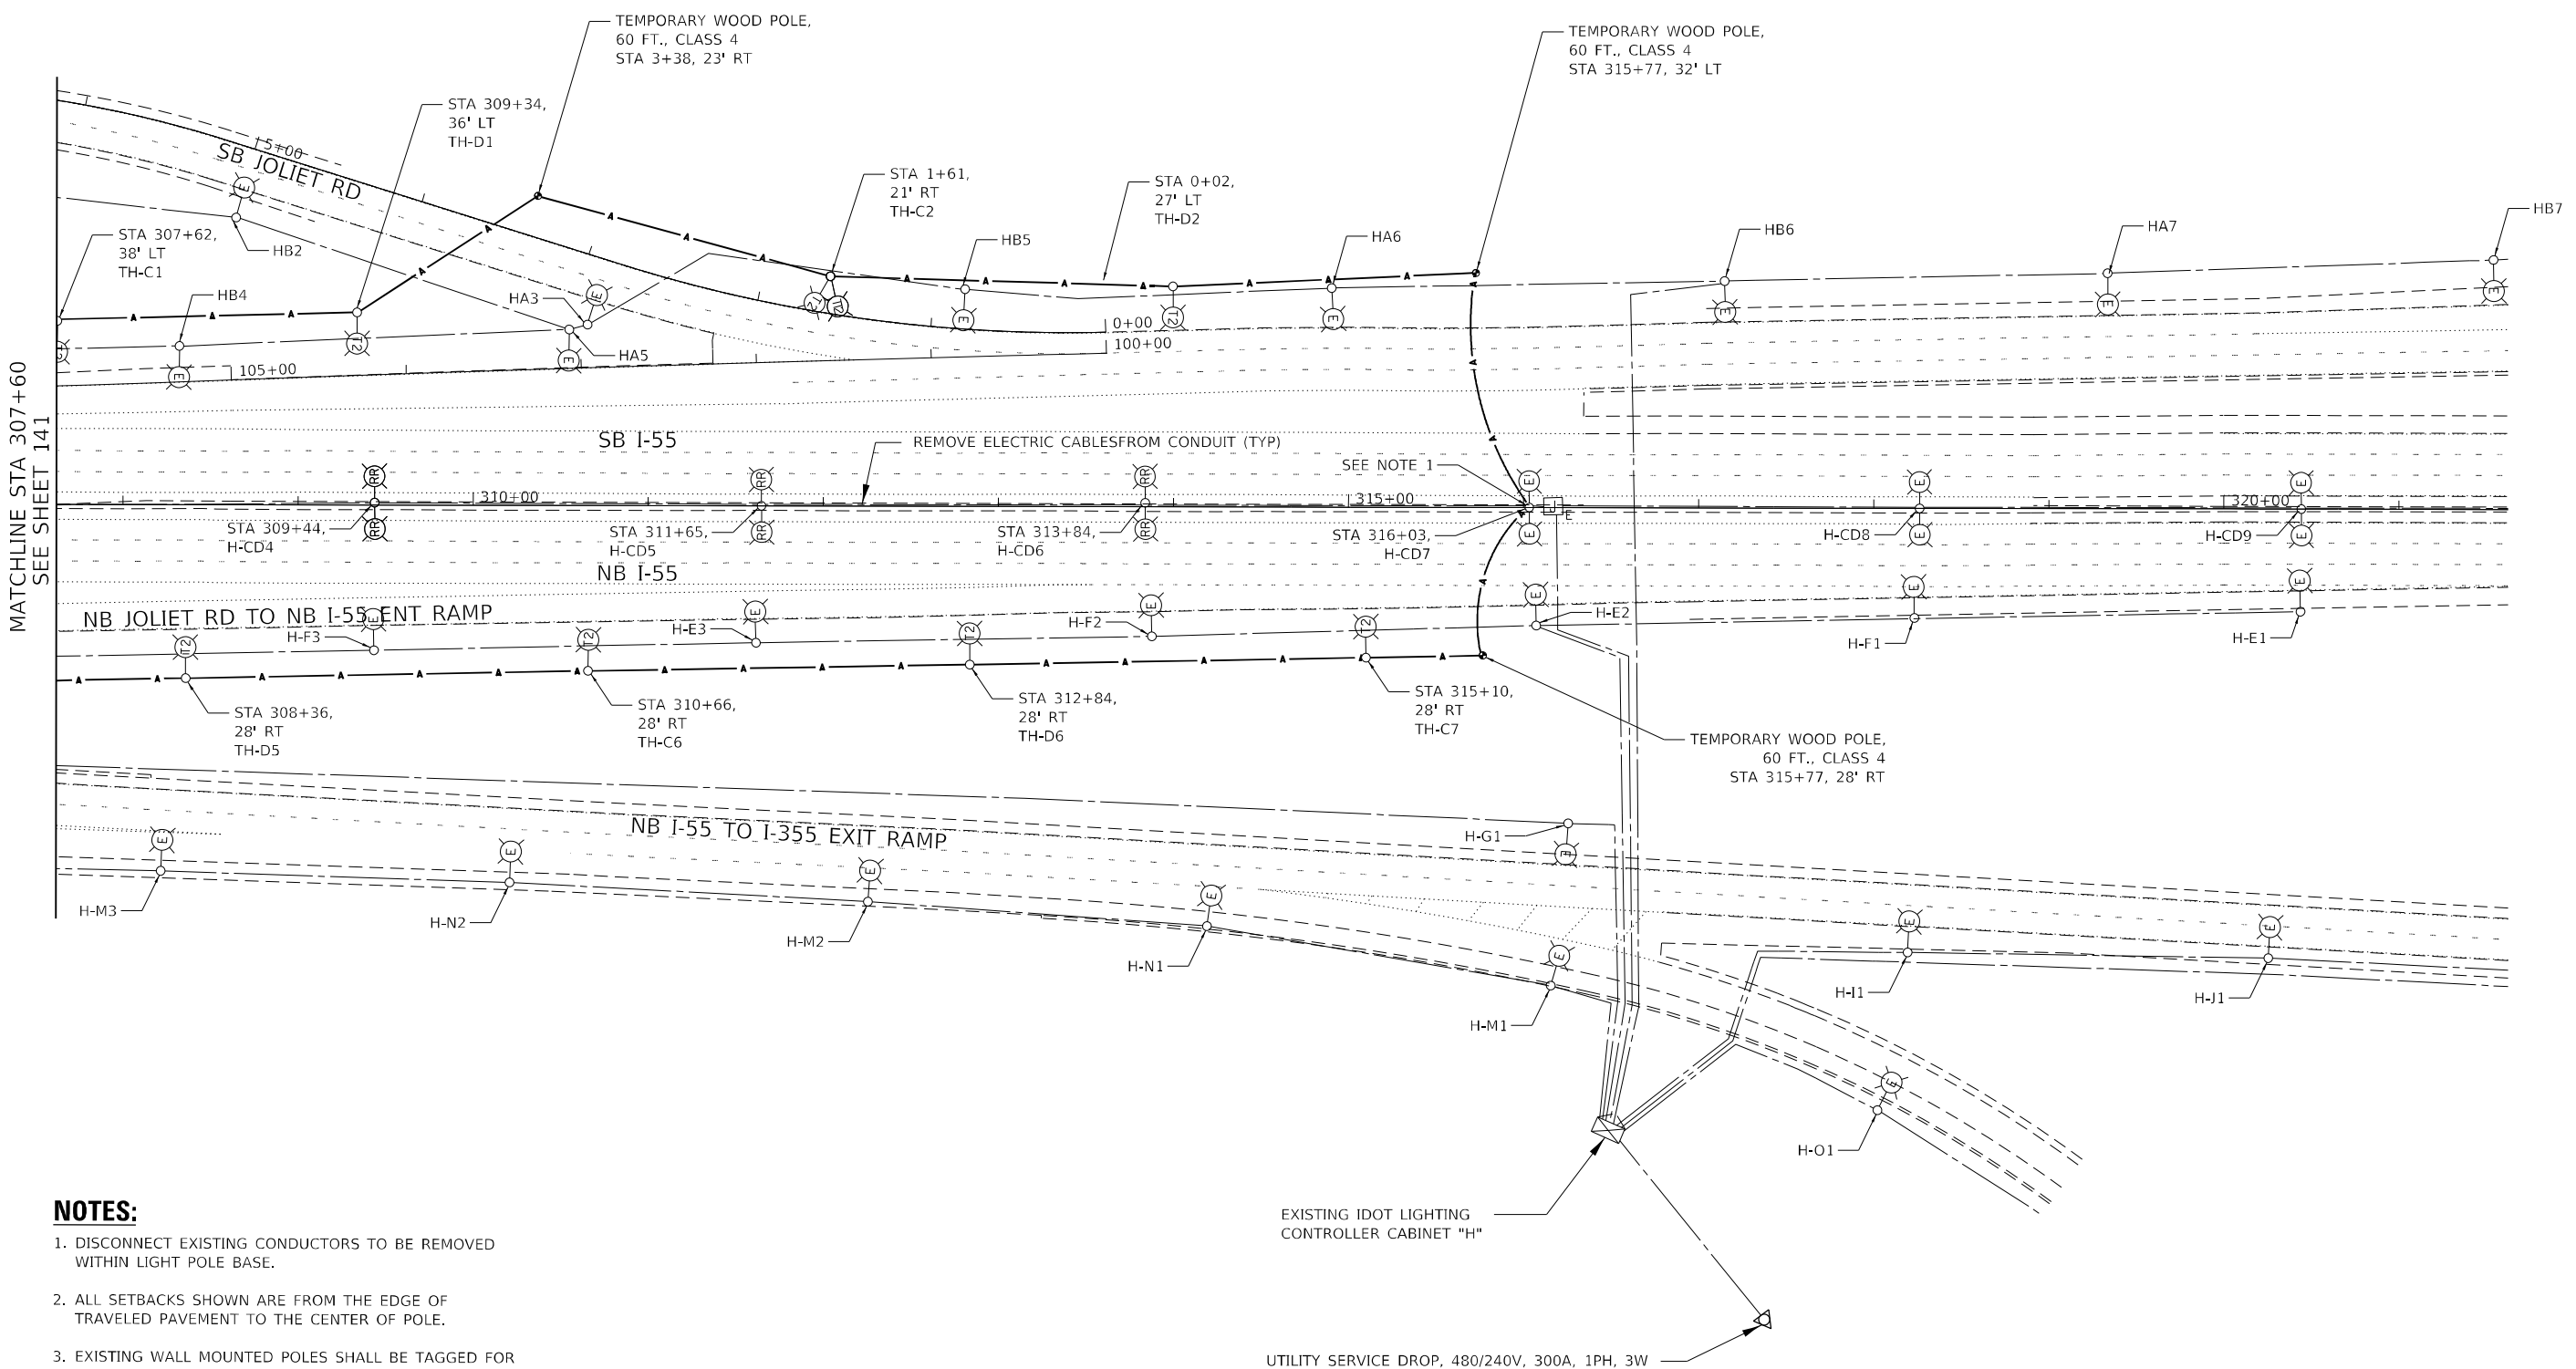 TEMPORARY WOOD POLE,
60 FT., CLASS 4
STA 3+38, 23' RT
TEMPORARY WOOD POLE,
60 FT., CLASS 4
STA 315+77, 32' LT
STA 309+34,
36' LT
TH-D1
5+00
SB JOLIET RD
STA 1+61,
21' RT
TH-C2
STA 0+02,
27' LT
TH-D2
HB7
STA 307+62,
38' LT
TH-C1
HB2
HB5
HA6
HB6
HA7
HB4
HA3
HA5
0+00
100+00
105+00
MATCHLINE STA 307+60
SEE SHEET 141
SB I-55
REMOVE ELECTRIC CABLESFROM CONDUIT (TYP)
SEE NOTE 1
310+00
315+00
320+00
J
E
STA 309+44,
H-CD4
STA 311+65,
H-CD5
STA 313+84,
H-CD6
STA 316+03,
H-CD7
H-CD8
H-CD9
NB I-55
NB JOLIET RD TO NB I-55 ENT RAMP
H-F3
H-E3
H-F2
H-E2
H-F1
H-E1
STA 308+36,
28' RT
TH-D5
STA 310+66,
28' RT
TH-C6
STA 312+84,
28' RT
TH-D6
STA 315+10,
28' RT
TH-C7
TEMPORARY WOOD POLE,
60 FT., CLASS 4
STA 315+77, 28' RT
NB I-55 TO I-355 EXIT RAMP
H-G1
H-M3
H-N2
H-M2
H-N1
H-M1
H-I1
H-J1
H-O1
EXISTING IDOT LIGHTING
CONTROLLER CABINET "H"
UTILITY SERVICE DROP, 480/240V, 300A, 1PH, 3W
NOTES:
1. DISCONNECT EXISTING CONDUCTORS TO BE REMOVED
WITHIN LIGHT POLE BASE.
2. ALL SETBACKS SHOWN ARE FROM THE EDGE OF
TRAVELED PAVEMENT TO THE CENTER OF POLE.
3. EXISTING WALL MOUNTED POLES SHALL BE TAGGED FOR